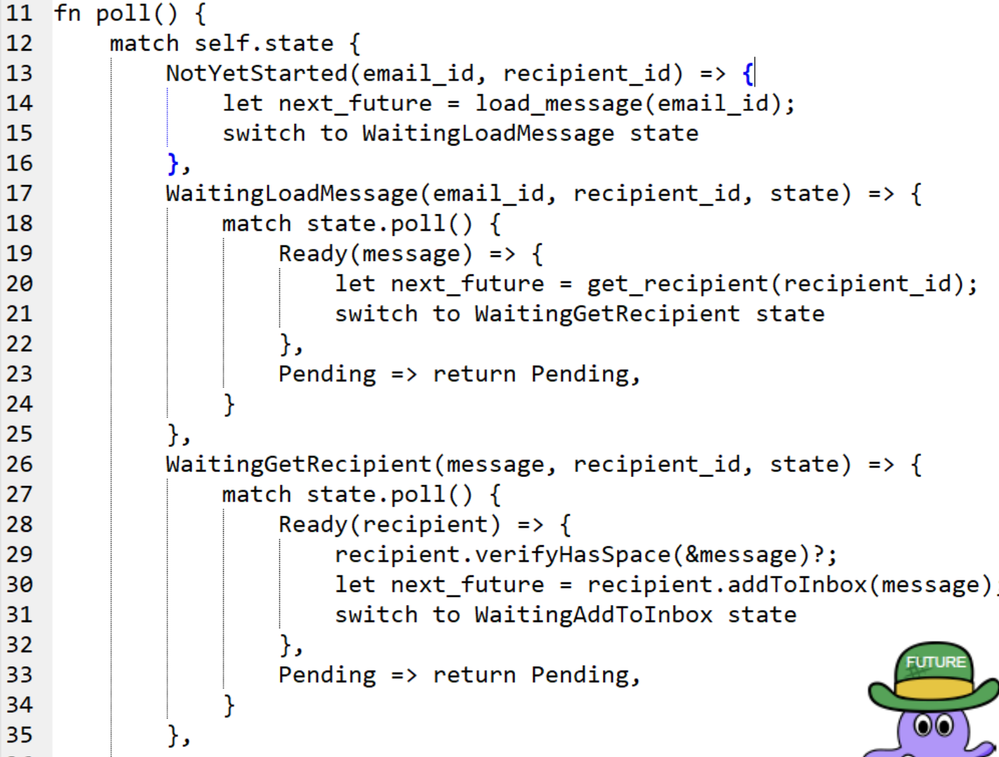 11 fn poll() {
12     match self.state {
13         NotYetStarted(email_id, recipient_id) => {
14             let next_future = load_message(email_id);
15             switch to WaitingLoadMessage state
16         },
17         WaitingLoadMessage(email_id, recipient_id, state) => {
18             match state.poll() {
19                 Ready(message) => {
20                     let next_future = get_recipient(recipient_id);
21                     switch to WaitingGetRecipient state
22                 },
23                 Pending => return Pending,
24             }
25         },
26         WaitingGetRecipient(message, recipient_id, state) => {
27             match state.poll() {
28                 Ready(recipient) => {
29                     recipient.verifyHasSpace(&message)?;
30                     let next_future = recipient.addToInbox(message);
31                     switch to WaitingAddToInbox state
32                 },
33                 Pending => return Pending,
34             }
35         },
FUTURE